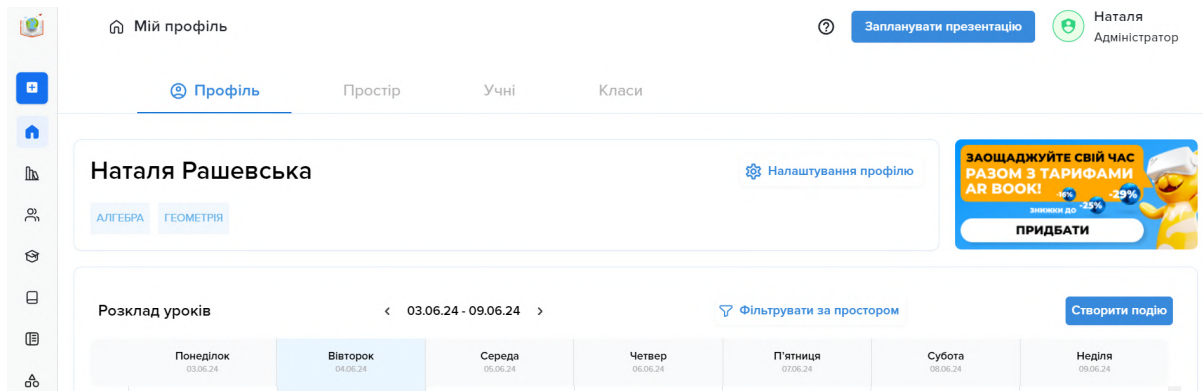 Мій профіль
Запланувати презентацію
Наталя
Адміністратор
Профіль
Простір
Учні
Класи
Наталя Рашевська
Налаштування профілю
АЛГЕБРА ГЕОМЕТРІЯ
ЗАОЩАДЖУЙТЕ СВІЙ ЧАС
РАЗОМ З ТАРИФАМИ
AR BOOK!
-16% -25% -29%
ЗНИЖКИ ДО
ПРИДБАТИ
Розклад уроків
03.06.24 - 09.06.24
Фільтрувати за простором
Створити подію
Понеділок Вівторок Середа Четвер П'ятниця Субота Неділя
03.06.24 04.06.24 05.06.24 06.06.24 07.06.24 08.06.24 09.06.24